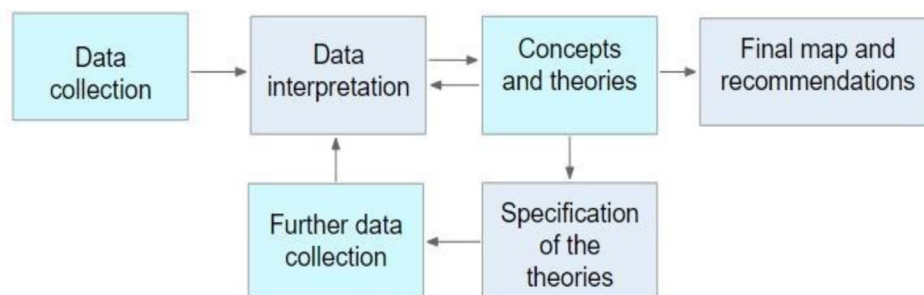 Data
collection
Data
interpretation
Concepts
and theories
Final map and
recommendations
Further data
collection
Specification
of the
theories